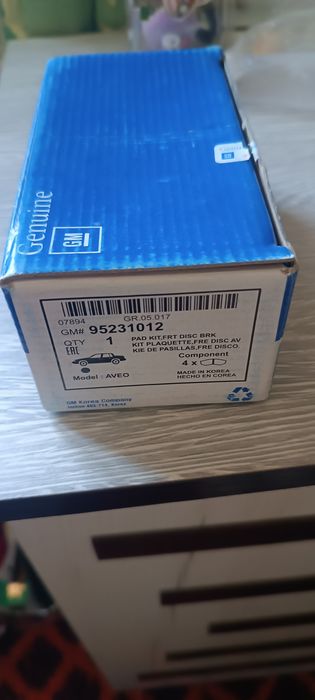 Genuine
GM
07894 GR.05.017
GM# 95231012
QTY 1
PAD KIT,FRT DISC BRK
KIT PLAQUETTE,FRE DISC AV
KIE DE PASILLAS,FRE DISCO.
EAC
Component
4 x
Model : AVEO
MADE IN KOREA
HECHO EN COREA
GM Korea Company